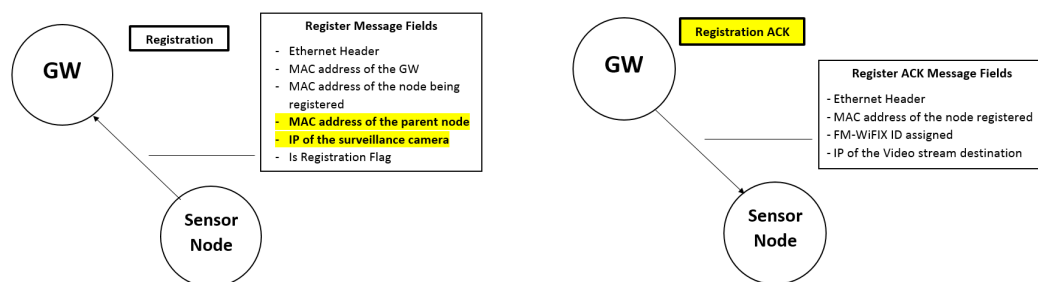 Registration
GW
Register Message Fields
- Ethernet Header
- MAC address of the GW
- MAC address of the node being
registered
- MAC address of the parent node
- IP of the surveillance camera
- Is Registration Flag
Sensor
Node
Registration ACK
GW
Register ACK Message Fields
- Ethernet Header
- MAC address of the node registered
- FM-WiFIX ID assigned
- IP of the Video stream destination
Sensor
Node